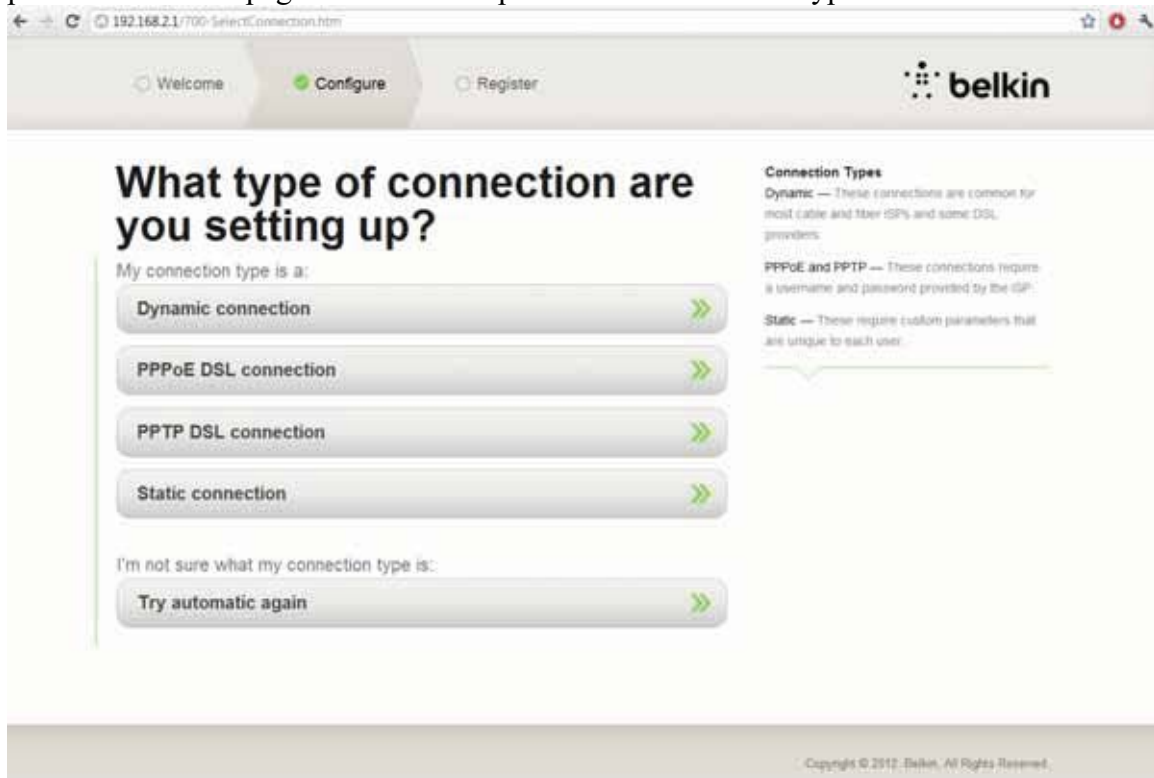 192.168.2.1/700-SelectConnection.htm
Welcome
Configure
Register
belkin
What type of connection are
you setting up?
My connection type is a:
Dynamic connection
PPPoE DSL connection
PPTP DSL connection
Static connection
I'm not sure what my connection type is:
Try automatic again
Connection Types
Dynamic — These connections are common for
most cable and fiber ISPs and some DSL
providers.
PPPoE and PPTP — These connections require
a username and password provided by the ISP.
Static — These require custom parameters that
are unique to each user.
Copyright © 2012. Belkin, All Rights Reserved.